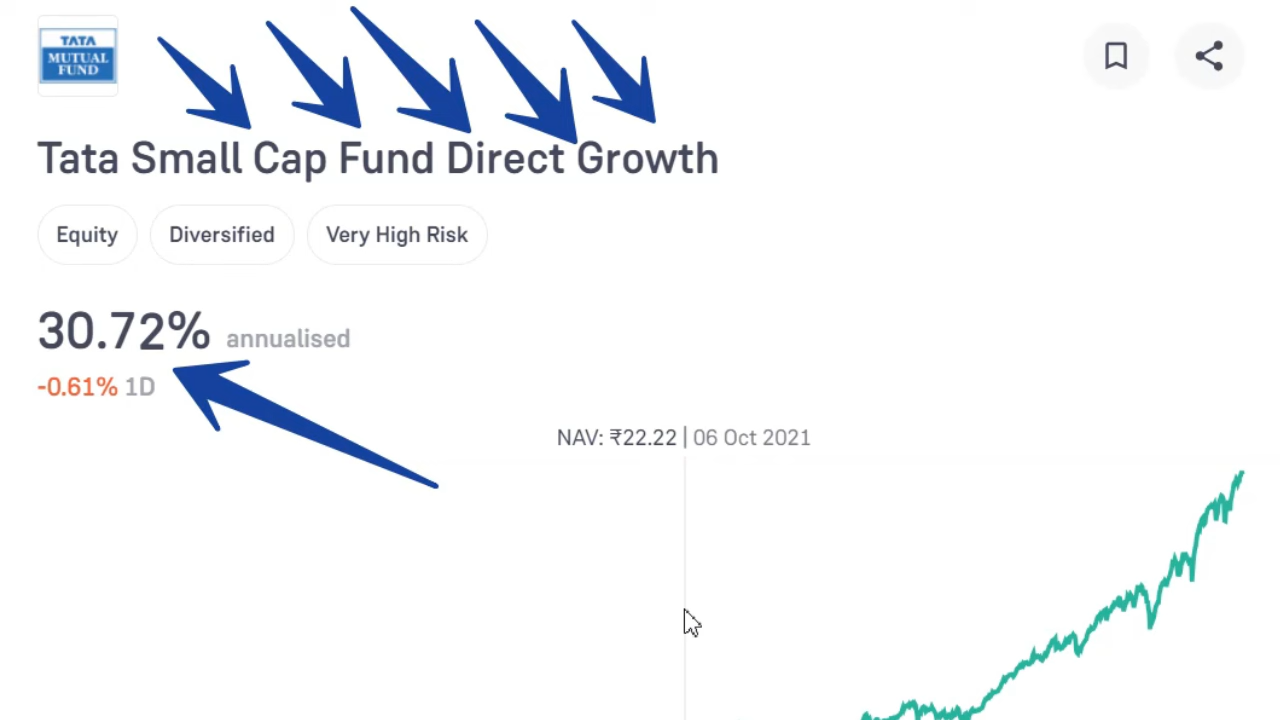 TATA
MUTUAL
FUND
Tata Small Cap Fund Direct Growth
Equity Diversified Very High Risk
30.72% annualised
-0.61% 1D
NAV: ₹22.22 | 06 Oct 2021